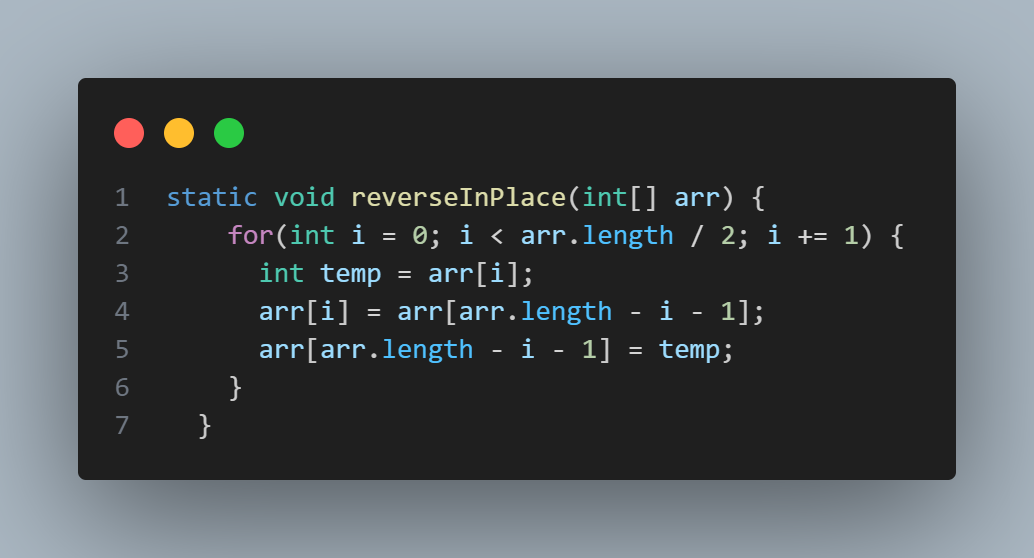 1 static void reverseInPlace(int[] arr) {
2     for(int i = 0; i < arr.length / 2; i += 1) {
3       int temp = arr[i];
4       arr[i] = arr[arr.length - i - 1];
5       arr[arr.length - i - 1] = temp;
6     }
7   }